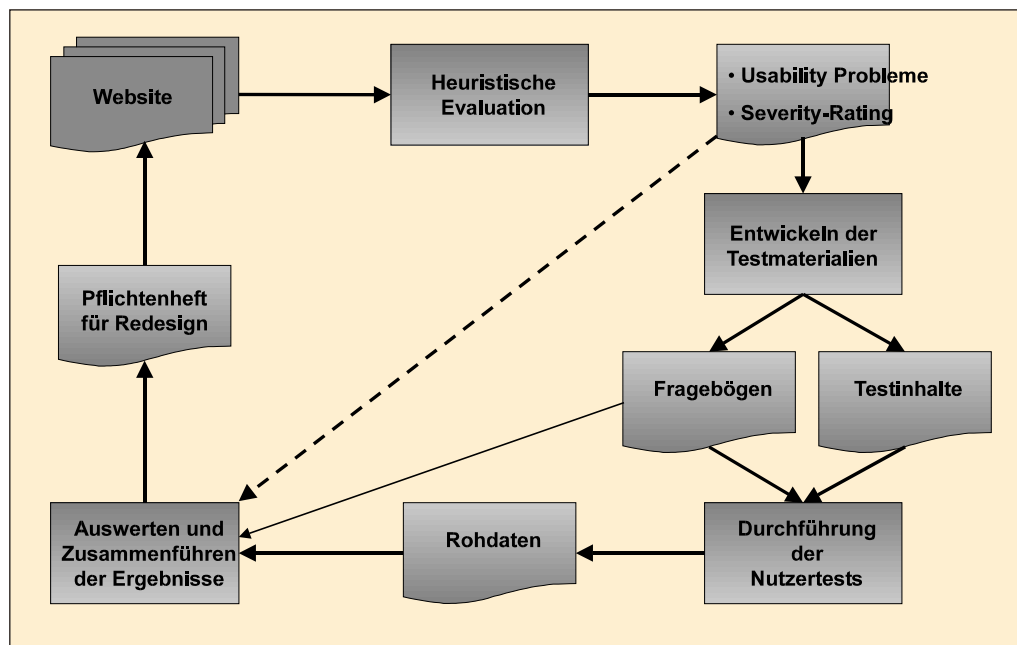 Website
Heuristische
Evaluation
• Usability Probleme
• Severity-Rating
Entwickeln der
Testmaterialien
Pflichtenheft
für Redesign
Fragebögen
Testinhalte
Auswerten und
Zusammenführen
der Ergebnisse
Rohdaten
Durchführung
der
Nutzertests